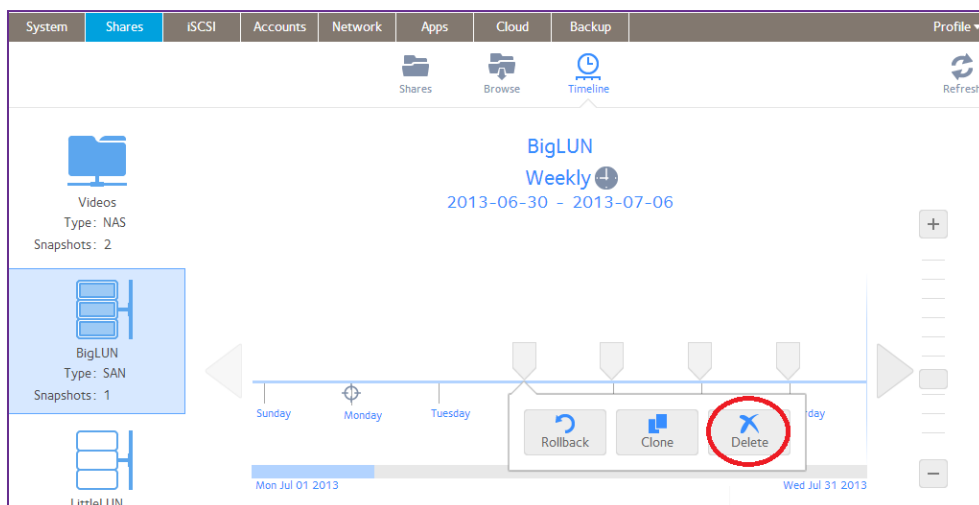 System Shares iSCSI Accounts Network Apps Cloud Backup Profile
Shares Browse Timeline Refresh
BigLUN
Weekly
2013-06-30 - 2013-07-06
Videos
Type: NAS
Snapshots: 2
BigLUN
Type: SAN
Snapshots: 1
LittleLUN
+
Sunday Monday Tuesday rday
Rollback Clone Delete
−
Mon Jul 01 2013 Wed Jul 31 2013